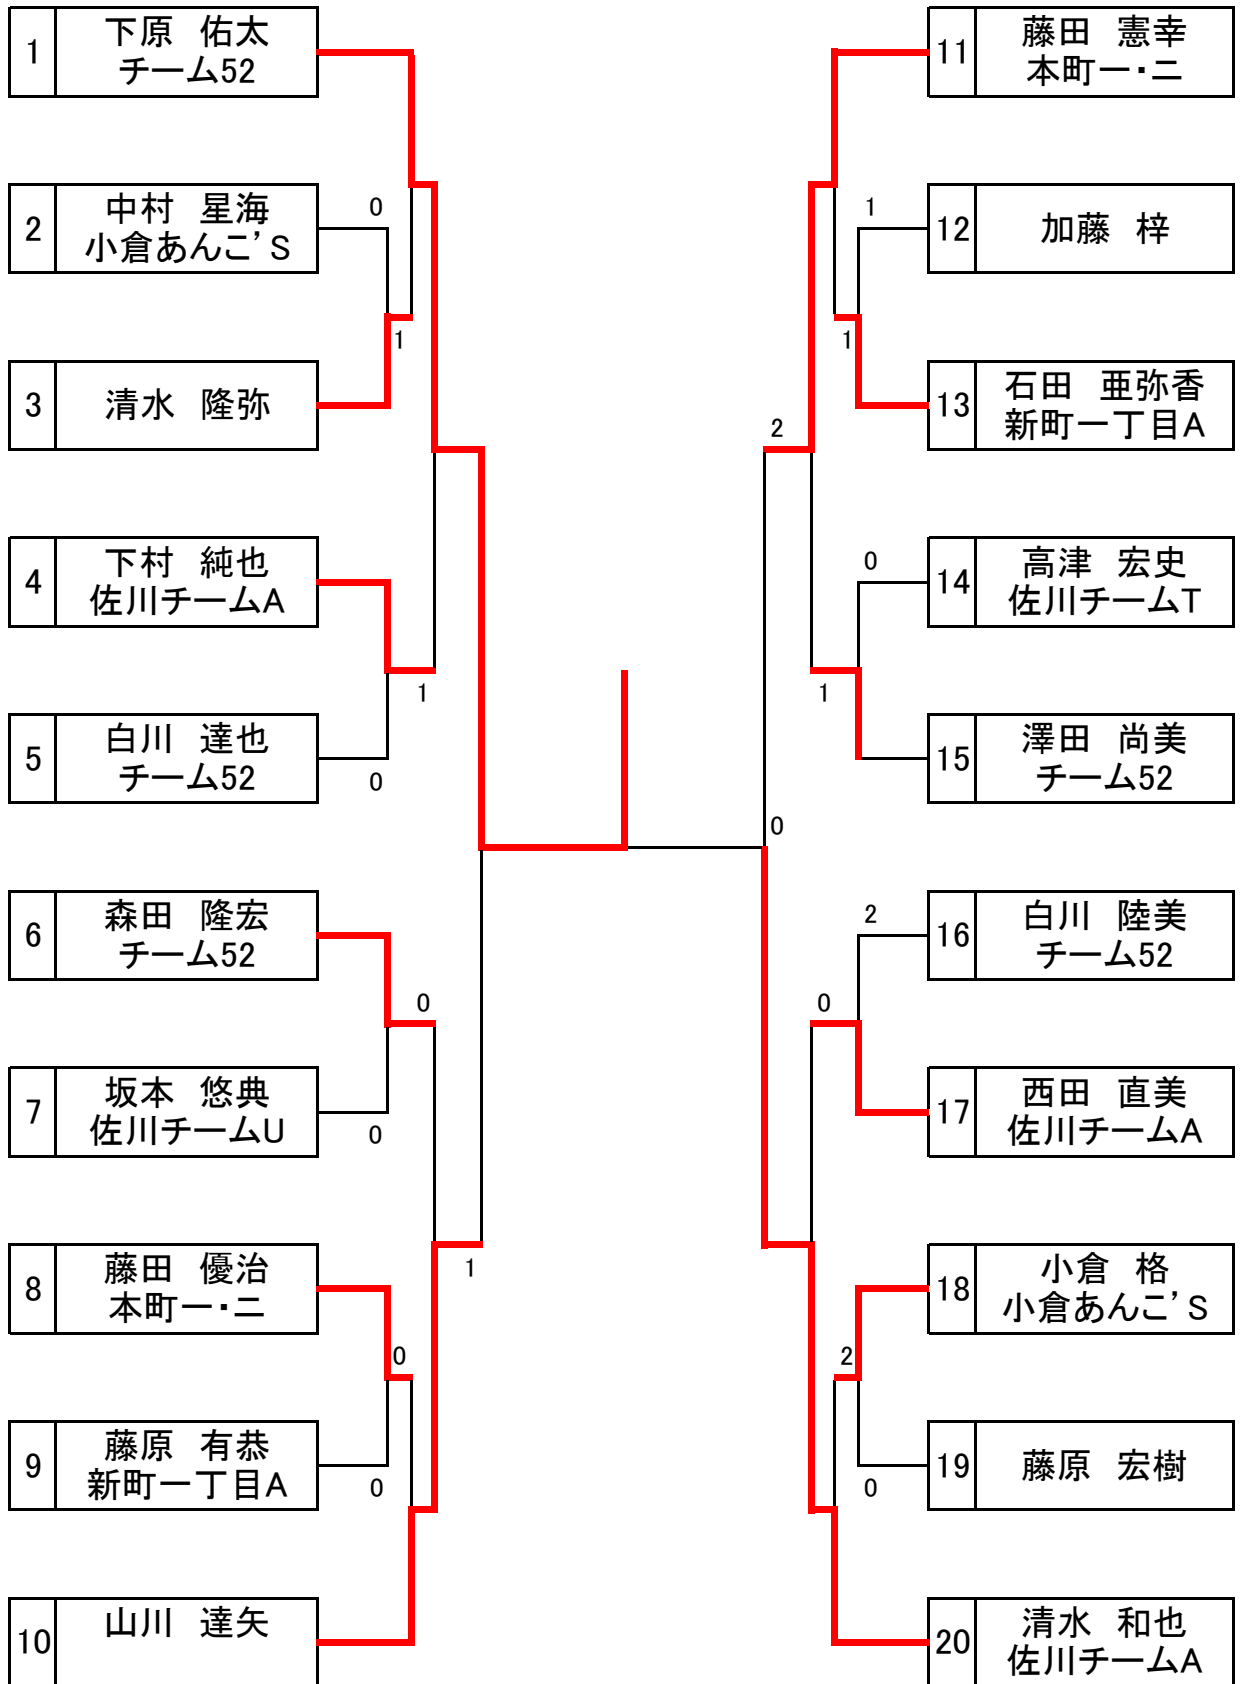 1
下原 佑太
チーム52
2
中村 星海
小倉あんこ’S
0
1
3
清水 隆弥
4
下村 純也
佐川チームA
1
5
白川 達也
チーム52
0
6
森田 隆宏
チーム52
0
7
坂本 悠典
佐川チームU
0
8
藤田 優治
本町一・二
1
0
9
藤原 有恭
新町一丁目A
0
10
山川 達矢
11
藤田 憲幸
本町一・二
1
12
加藤 梓
1
13
石田 亜弥香
新町一丁目A
2
0
14
高津 宏史
佐川チームT
1
15
澤田 尚美
チーム52
0
2
16
白川 陸美
チーム52
0
17
西田 直美
佐川チームA
18
小倉 格
小倉あんこ’S
2
19
藤原 宏樹
0
20
清水 和也
佐川チームA